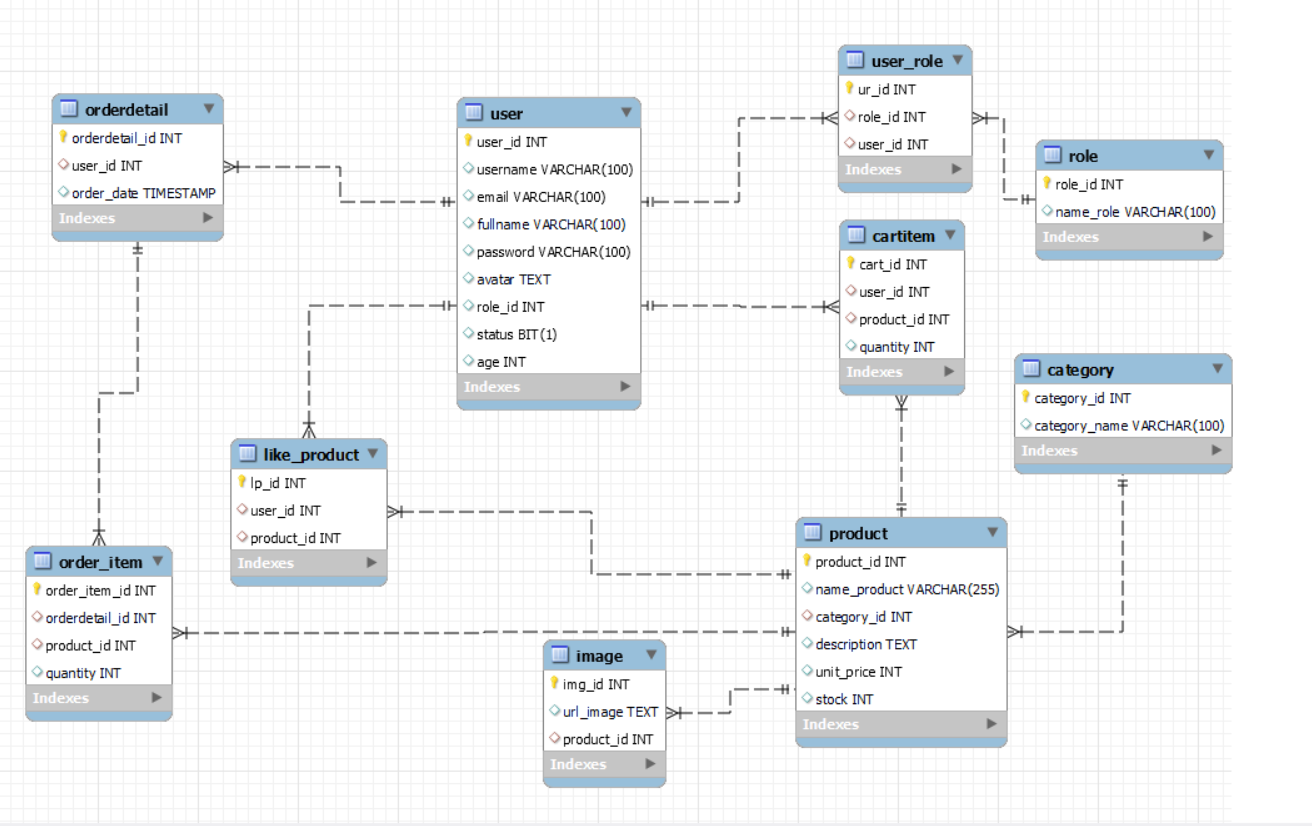 orderdetail
orderdetail_id INT
user_id INT
order_date TIMESTAMP
Indexes
user
user_id INT
username VARCHAR(100)
email VARCHAR(100)
fullname VARCHAR(100)
password VARCHAR(100)
avatar TEXT
role_id INT
status BIT(1)
age INT
Indexes
user_role
ur_id INT
role_id INT
user_id INT
Indexes
role
role_id INT
name_role VARCHAR(100)
Indexes
cartitem
cart_id INT
user_id INT
product_id INT
quantity INT
Indexes
category
category_id INT
category_name VARCHAR(100)
Indexes
like_product
lp_id INT
user_id INT
product_id INT
Indexes
order_item
order_item_id INT
orderdetail_id INT
product_id INT
quantity INT
Indexes
product
product_id INT
name_product VARCHAR(255)
category_id INT
description TEXT
unit_price INT
stock INT
Indexes
image
img_id INT
url_image TEXT
product_id INT
Indexes